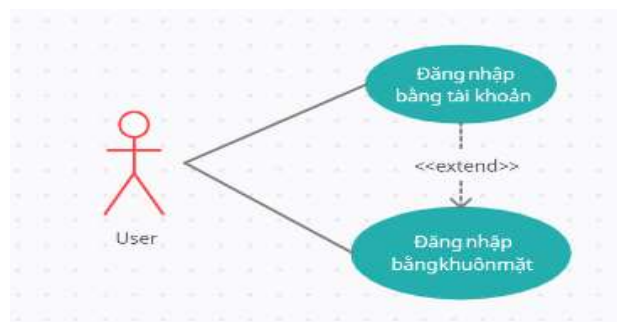 Đăng nhập
bằng tài khoản
<<extend>>
User
Đăng nhập
bằngkhuônmặt